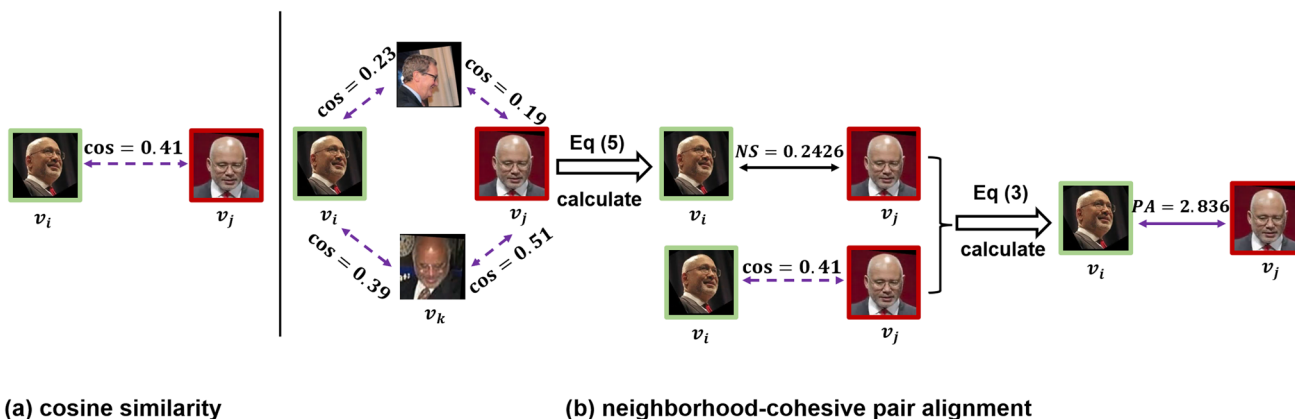 cos = 0.41
v_i
v_j
(a) cosine similarity
cos = 0.23
cos = 0.19
v_i
v_j
cos = 0.39
cos = 0.51
v_k
Eq (5)
calculate
NS = 0.2426
v_i
v_j
cos = 0.41
v_i
v_j
Eq (3)
calculate
PA = 2.836
v_i
v_j
(b) neighborhood-cohesive pair alignment